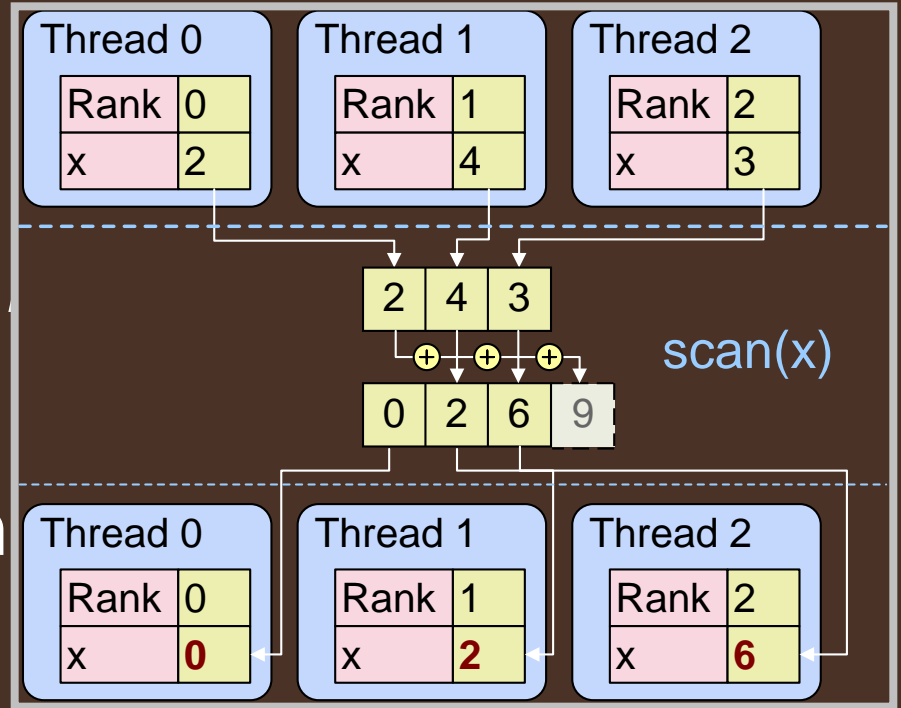 Thread 0 Thread 1 Thread 2
Rank 0 Rank 1 Rank 2
x 2 x 4 x 3
2 4 3
scan(x)
+ + +
0 2 6 9
Thread 0 Thread 1 Thread 2
Rank 0 Rank 1 Rank 2
x 0 x 2 x 6